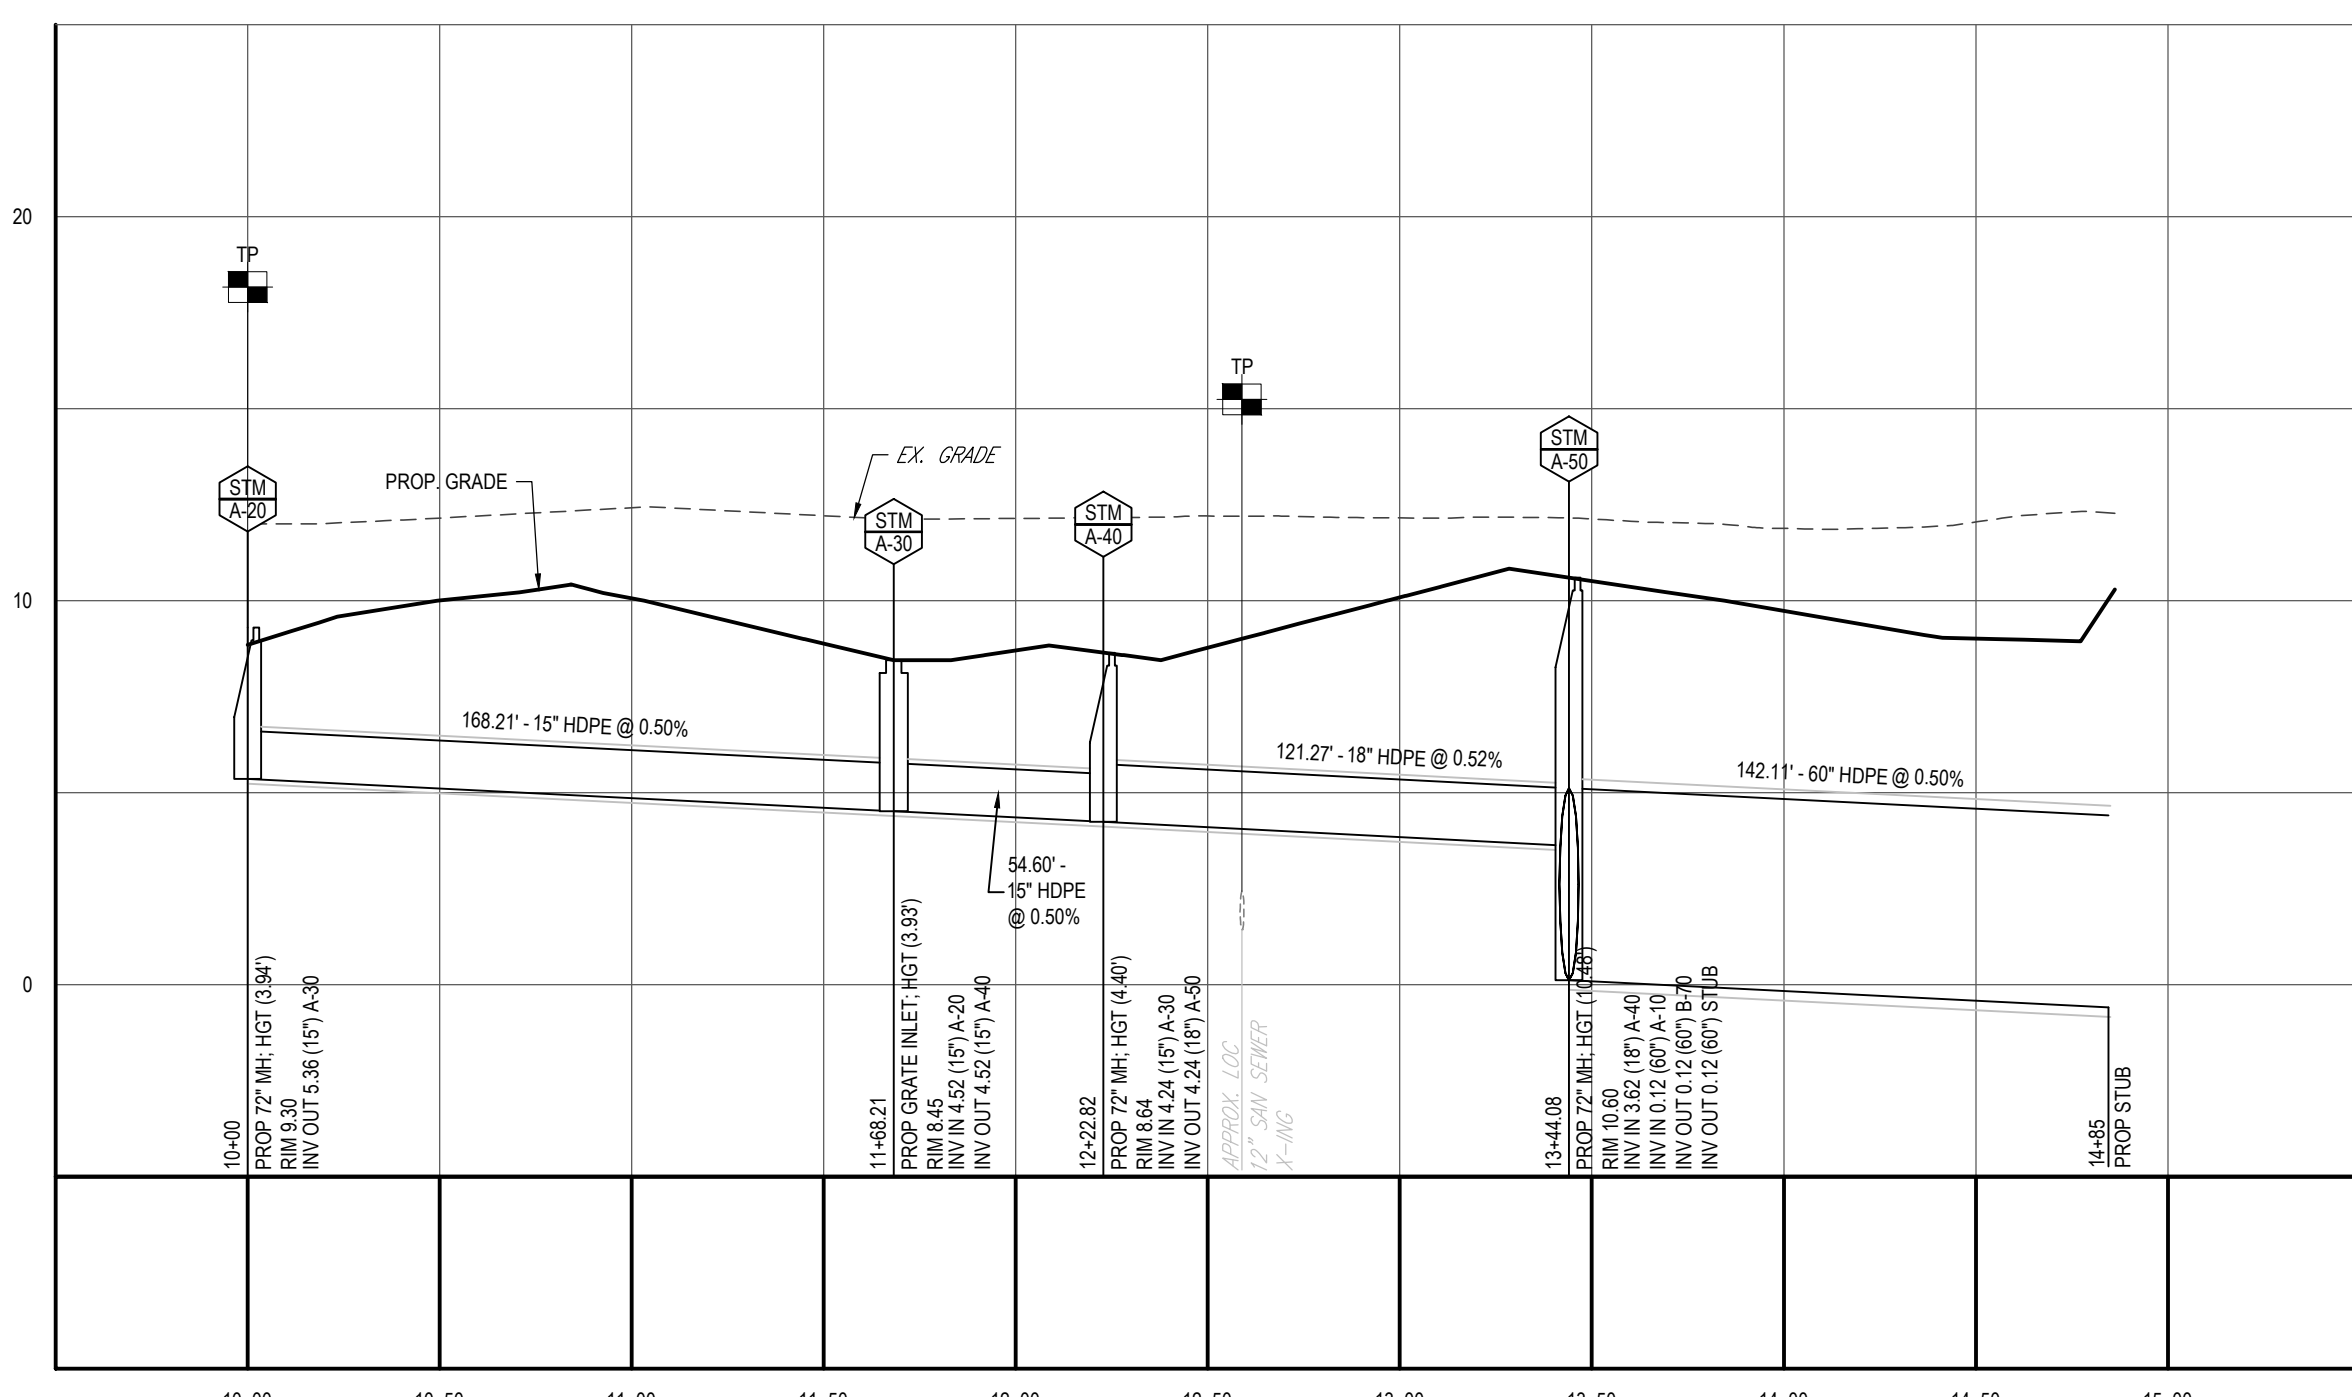 20
10
0
TP
TP
STM
A-20
STM
A-30
STM
A-40
STM
A-50
PROP. GRADE
EX. GRADE
168.21' - 15" HDPE @ 0.50%
54.60' -
15" HDPE
@ 0.50%
121.27' - 18" HDPE @ 0.52%
142.11' - 60" HDPE @ 0.50%
10+00
PROP 72" MH; HGT (3.94')
RIM 9.30
INV OUT 5.36 (15") A-30
11+68.21
PROP GRATE INLET; HGT (3.93')
RIM 8.45
INV IN 4.52 (15") A-20
INV OUT 4.52 (15") A-40
12+22.82
PROP 72" MH; HGT (4.40')
RIM 8.64
INV IN 4.24 (15") A-30
INV OUT 4.24 (18") A-50
APPROX. LOC
12" SAN SEWER
X-ING
13+44.08
PROP 72" MH; HGT (10.48')
RIM 10.60
INV IN 3.62 (18") A-40
INV IN 0.12 (60") A-10
INV OUT 0.12 (60") B-70
INV OUT 0.12 (60") STUB
14+85
PROP STUB